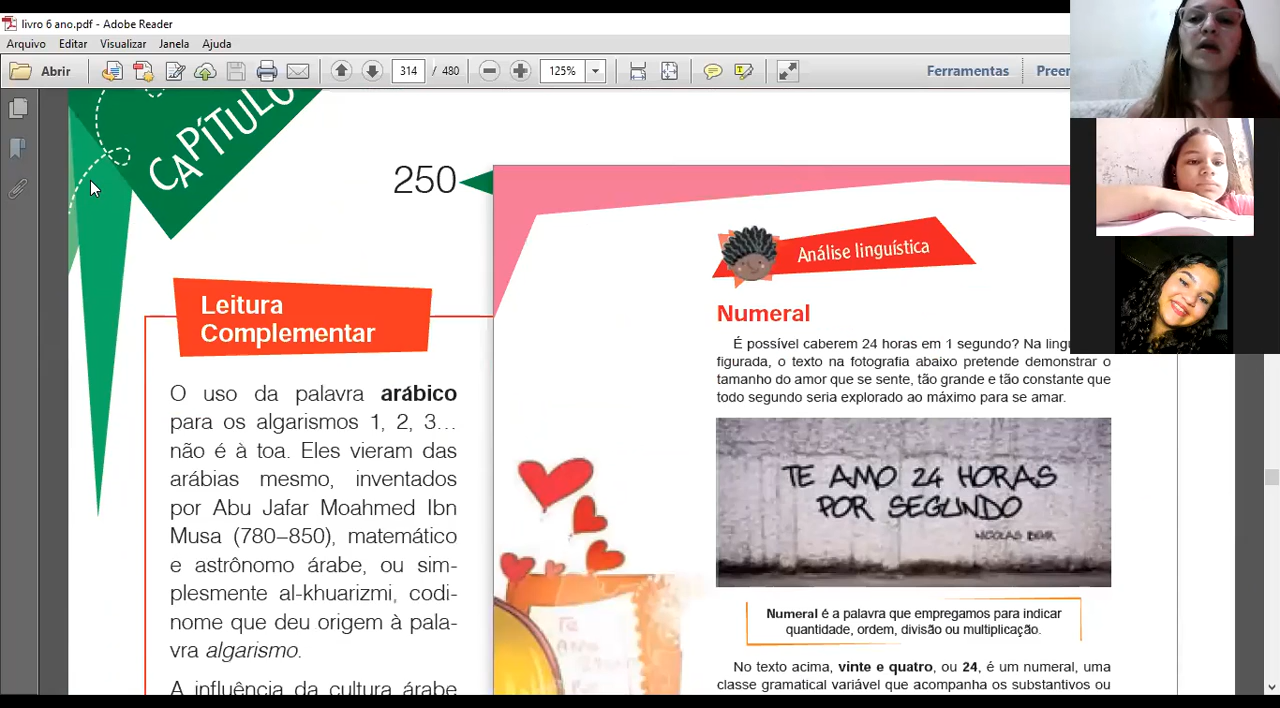 livro 6 ano.pdf - Adobe Reader
Arquivo Editar Visualizar Janela Ajuda
Abrir 314 / 480 125% Ferramentas
CAPÍTULO
250
Leitura
Complementar
O uso da palavra arábico
para os algarismos 1, 2, 3...
não é à toa. Eles vieram das
arábias mesmo, inventados
por Abu Jafar Moahmed Ibn
Musa (780–850), matemático
e astrônomo árabe, ou sim-
plesmente al-khuarizmi, codi-
nome que deu origem à pala-
vra algarismo.
A influência da cultura árabe
Análise linguística
Numeral
É possível caberem 24 horas em 1 segundo? Na
figurada, o texto na fotografia abaixo pretende demonstrar o
tamanho do amor que se sente, tão grande e tão constante que
todo segundo seria explorado ao máximo para se amar.
TE AMO 24 HORAS
POR SEGUNDO
NICOLAS BEHR
Numeral é a palavra que empregamos para indicar
quantidade, ordem, divisão ou multiplicação.
No texto acima, vinte e quatro, ou 24, é um numeral, uma
classe gramatical variável que acompanha os substantivos ou